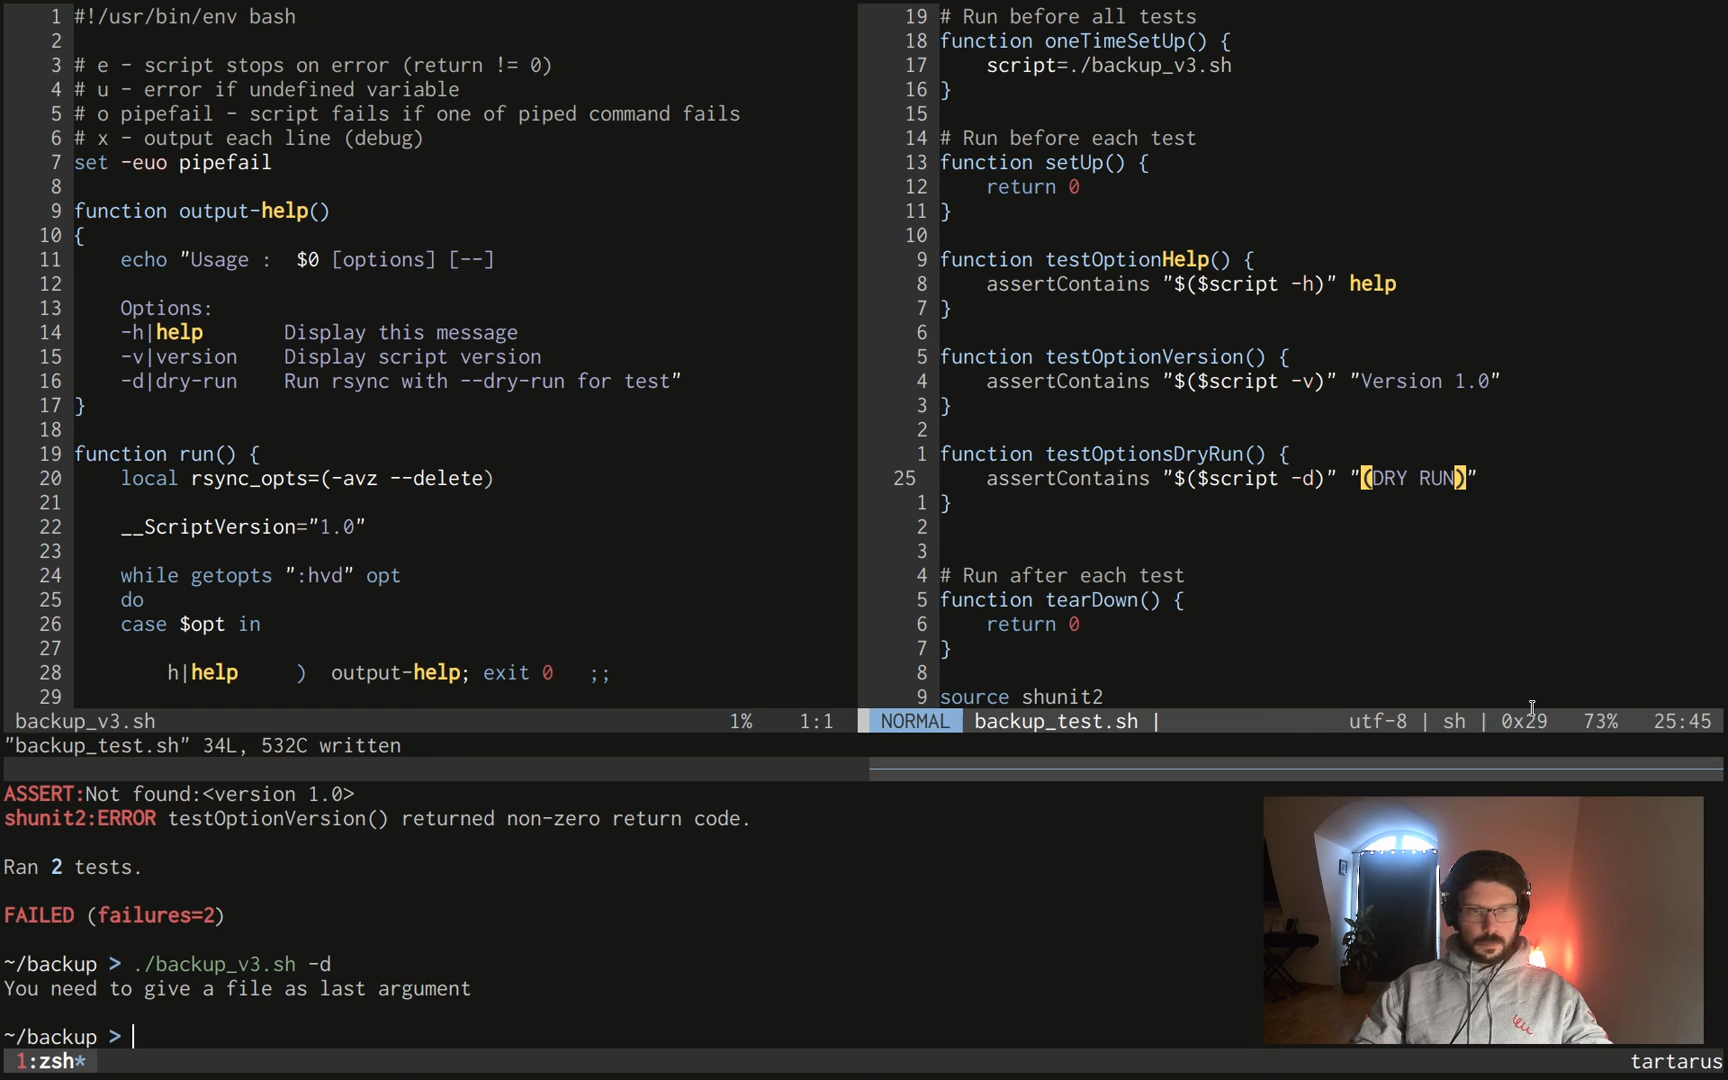 1 #!/usr/bin/env bash
2
3 # e - script stops on error (return != 0)
4 # u - error if undefined variable
5 # o pipefail - script fails if one of piped command fails
6 # x - output each line (debug)
7 set -euo pipefail
8
9 function output-help()
10 {
11 echo "Usage : $0 [options] [--]
12
13 Options:
14 -h|help Display this message
15 -v|version Display script version
16 -d|dry-run Run rsync with --dry-run for test"
17 }
18
19 function run() {
20 local rsync_opts=(-avz --delete)
21
22 __ScriptVersion="1.0"
23
24 while getopts ":hvd" opt
25 do
26 case $opt in
27
28 h|help ) output-help; exit 0 ;;
29
backup_v3.sh 1% 1:1
19 # Run before all tests
18 function oneTimeSetUp() {
17 script=./backup_v3.sh
16 }
15
14 # Run before each test
13 function setUp() {
12 return 0
11 }
10
9 function testOptionHelp() {
8 assertContains "$($script -h)" help
7 }
6
5 function testOptionVersion() {
4 assertContains "$($script -v)" "Version 1.0"
3 }
2
1 function testOptionsDryRun() {
25 assertContains "$($script -d)" "(DRY RUN)"
1 }
2
3
4 # Run after each test
5 function tearDown() {
6 return 0
7 }
8
9 source shunit2
NORMAL backup_test.sh | utf-8 | sh | 0x29 73% 25:45
"backup_test.sh" 34L, 532C written
ASSERT:Not found:<version 1.0>
shunit2:ERROR testOptionVersion() returned non-zero return code.
Ran 2 tests.
FAILED (failures=2)
~/backup > ./backup_v3.sh -d
You need to give a file as last argument
~/backup >
1:zsh* tartarus